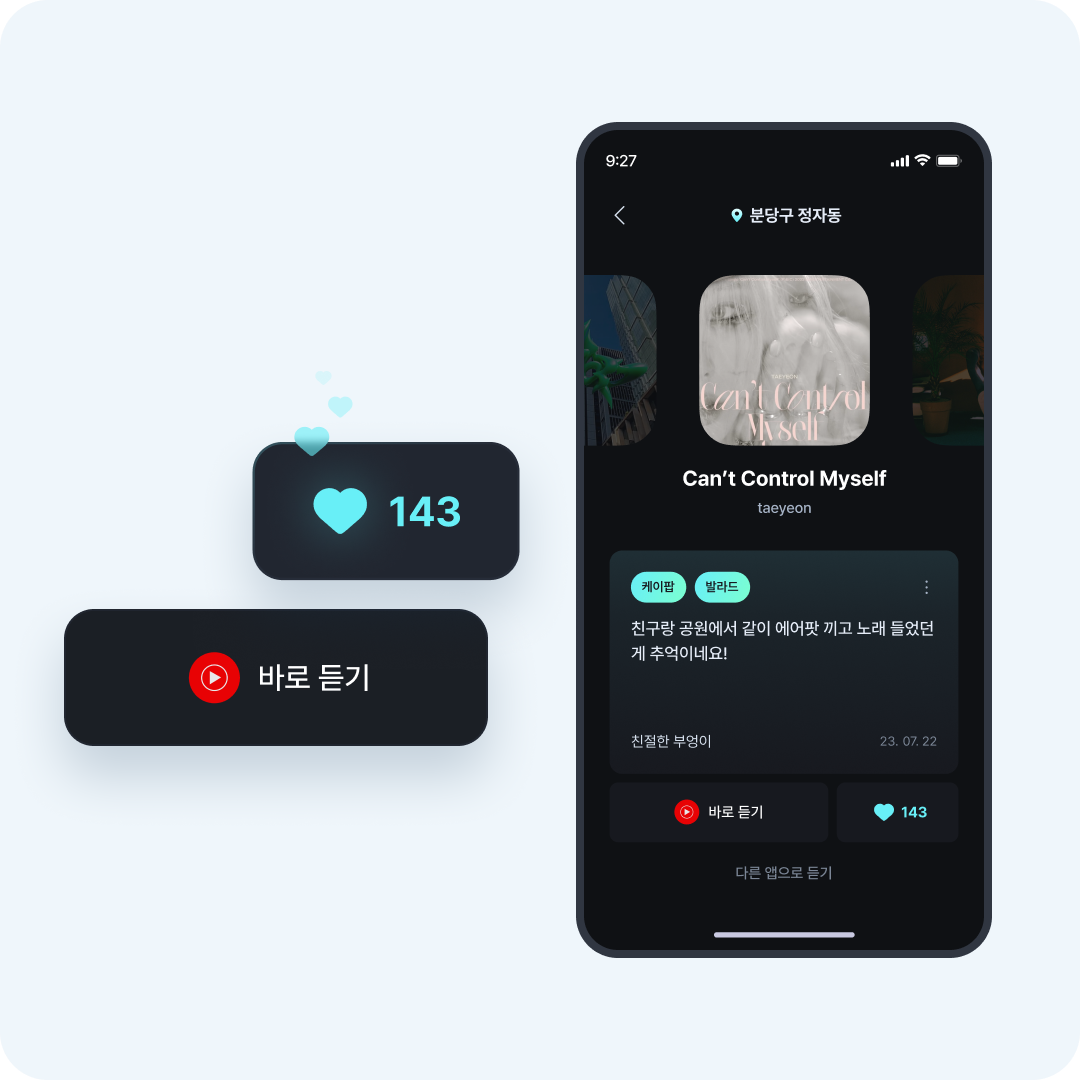 143
바로 듣기
9:27
분당구 정자동
TAEYEON
Can't Control
Myself
Can't Control Myself
taeyeon
케이팝 발라드
친구랑 공원에서 같이 에어팟 끼고 노래 들었던
게 추억이네요!
친절한 부엉이 23. 07. 22
바로 듣기 143
다른 앱으로 듣기